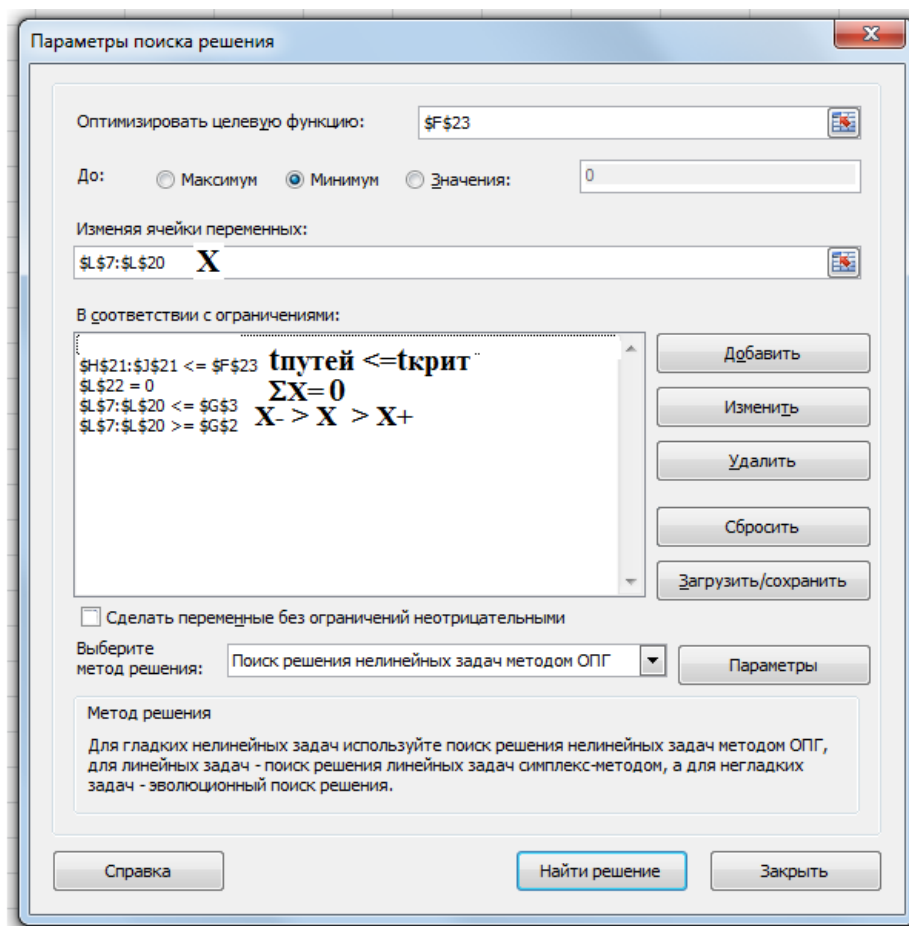 Параметры поиска решения
Оптимизировать целевую функцию: $F$23
До: Максимум Минимум Значения: 0
Изменяя ячейки переменных:
$L$7:$L$20 X
В соответствии с ограничениями:
$H$21:$J$21 <= $F$23 tпутей <=tкрит
$L$22 = 0 ΣX=0
$L$7:$L$20 <= $G$3 X- > X > X+
$L$7:$L$20 >= $G$2
Добавить
Изменить
Удалить
Сбросить
Загрузить/сохранить
Сделать переменные без ограничений неотрицательными
Выберите
метод решения: Поиск решения нелинейных задач методом ОПГ Параметры
Метод решения
Для гладких нелинейных задач используйте поиск решения нелинейных задач методом ОПГ,
для линейных задач - поиск решения линейных задач симплекс-методом, а для негладких
задач - эволюционный поиск решения.
Справка Найти решение Закрыть